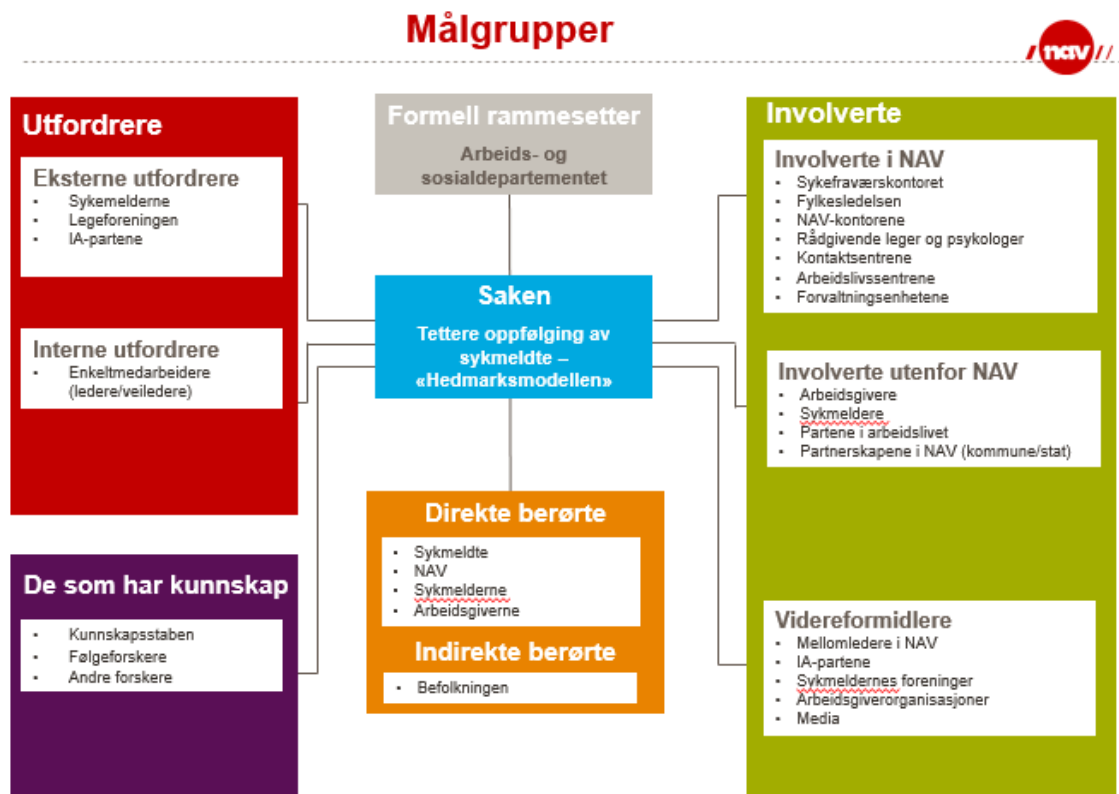 Målgrupper
/nav//
Utfordrere
Eksterne utfordrere
▪ Sykemelderne
▪ Legeforeningen
▪ IA-partene
Interne utfordrere
▪ Enkeltmedarbeidere
(ledere/veiledere)
De som har kunnskap
▪ Kunnskapsstaben
▪ Følgeforskere
▪ Andre forskere
Formell rammesetter
Arbeids- og
sosialdepartementet
Saken
Tettere oppfølging av
sykmeldte –
«Hedmarksmodellen»
Direkte berørte
▪ Sykmeldte
▪ NAV
▪ Sykmelderne
▪ Arbeidsgiverne
Indirekte berørte
▪ Befolkningen
Involverte
Involverte i NAV
▪ Sykefraværskontoret
▪ Fylkesledelsen
▪ NAV-kontorene
▪ Rådgivende leger og psykologer
▪ Kontaktsentrene
▪ Arbeidslivssentrene
▪ Forvaltningsenhetene
Involverte utenfor NAV
▪ Arbeidsgivere
▪ Sykmeldere
▪ Partene i arbeidslivet
▪ Partnerskapene i NAV (kommune/stat)
Videreformidlere
▪ Mellomledere i NAV
▪ IA-partene
▪ Sykmeldernes foreninger
▪ Arbeidsgiverorganisasjoner
▪ Media